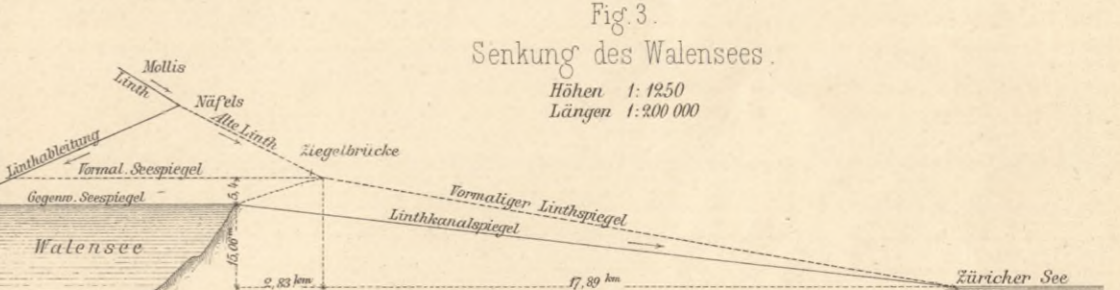 Fig. 3.
Senkung des Walensees.
Höhen 1:1250
Längen 1:200 000
Mollis
Linth
Näfels
Alte Linth
Linthableitung
Ziegelbrücke
Vormal. Seespiegel
5,4
Vormaliger Linthspiegel
Gegenw. Seespiegel
Linthkanalspiegel
Walensee
15,06 m
2,83 km
17,89 km
Züricher See